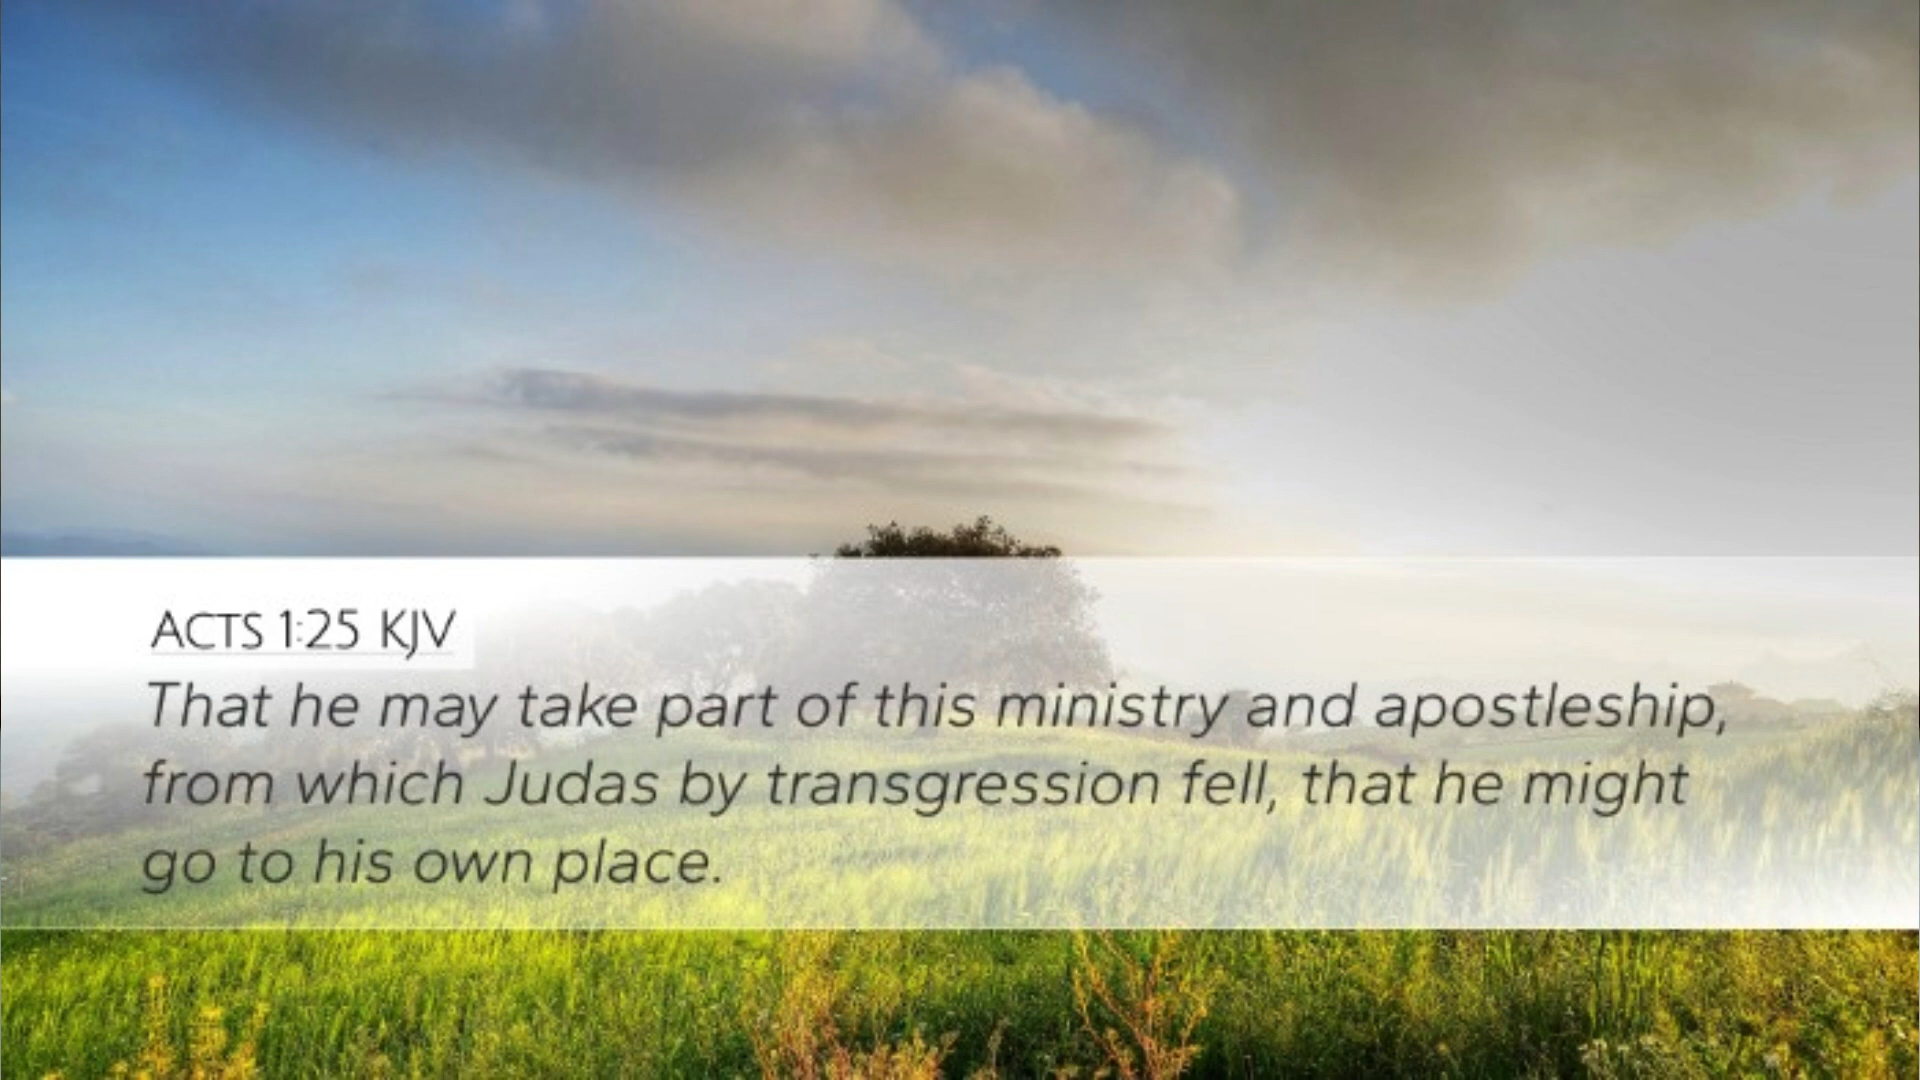 ACTS 1:25 KJV
That he may take part of this ministry and apostleship,
from which Judas by transgression fell, that he might
go to his own place.